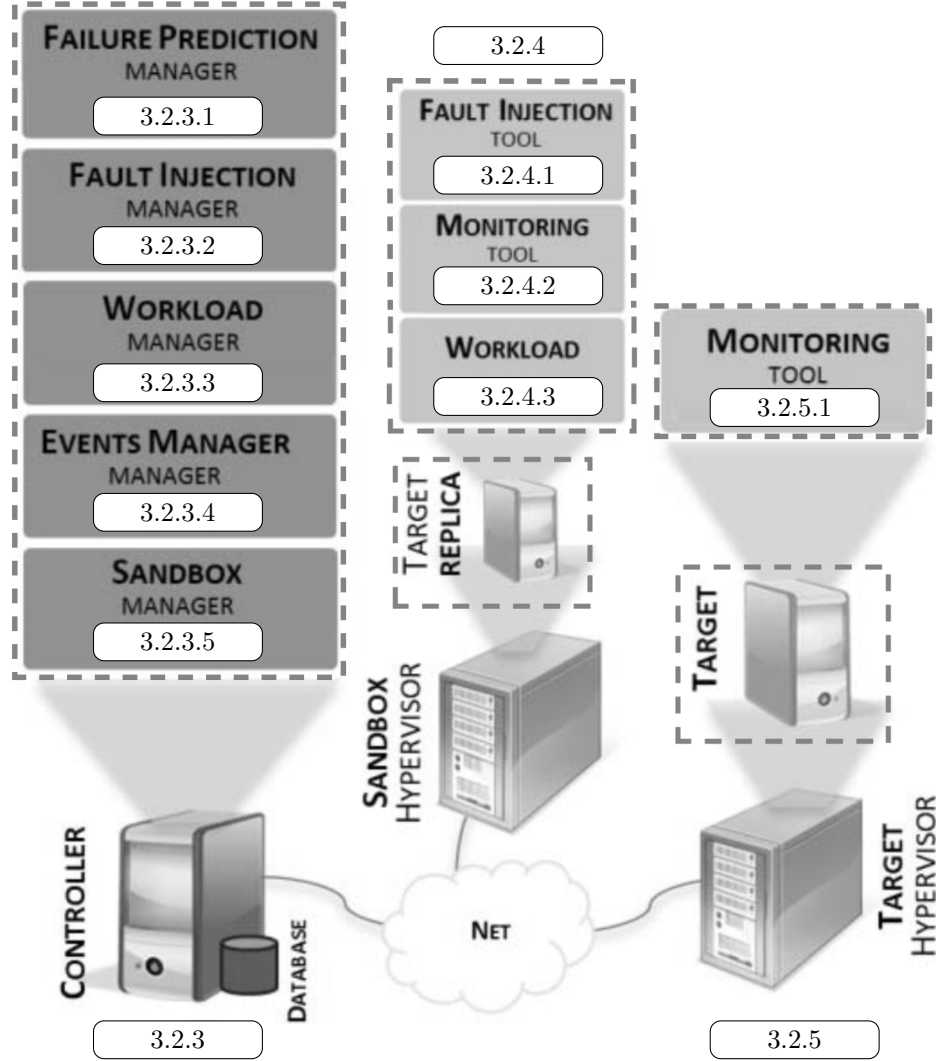 FAILURE PREDICTION
MANAGER
3.2.3.1
FAULT INJECTION
MANAGER
3.2.3.2
WORKLOAD
MANAGER
3.2.3.3
EVENTS MANAGER
MANAGER
3.2.3.4
SANDBOX
MANAGER
3.2.3.5
CONTROLLER
DATABASE
3.2.3
3.2.4
FAULT INJECTION
TOOL
3.2.4.1
MONITORING
TOOL
3.2.4.2
WORKLOAD
3.2.4.3
TARGET
REPLICA
SANDBOX
HYPERVISOR
NET
MONITORING
TOOL
3.2.5.1
TARGET
TARGET
HYPERVISOR
3.2.5